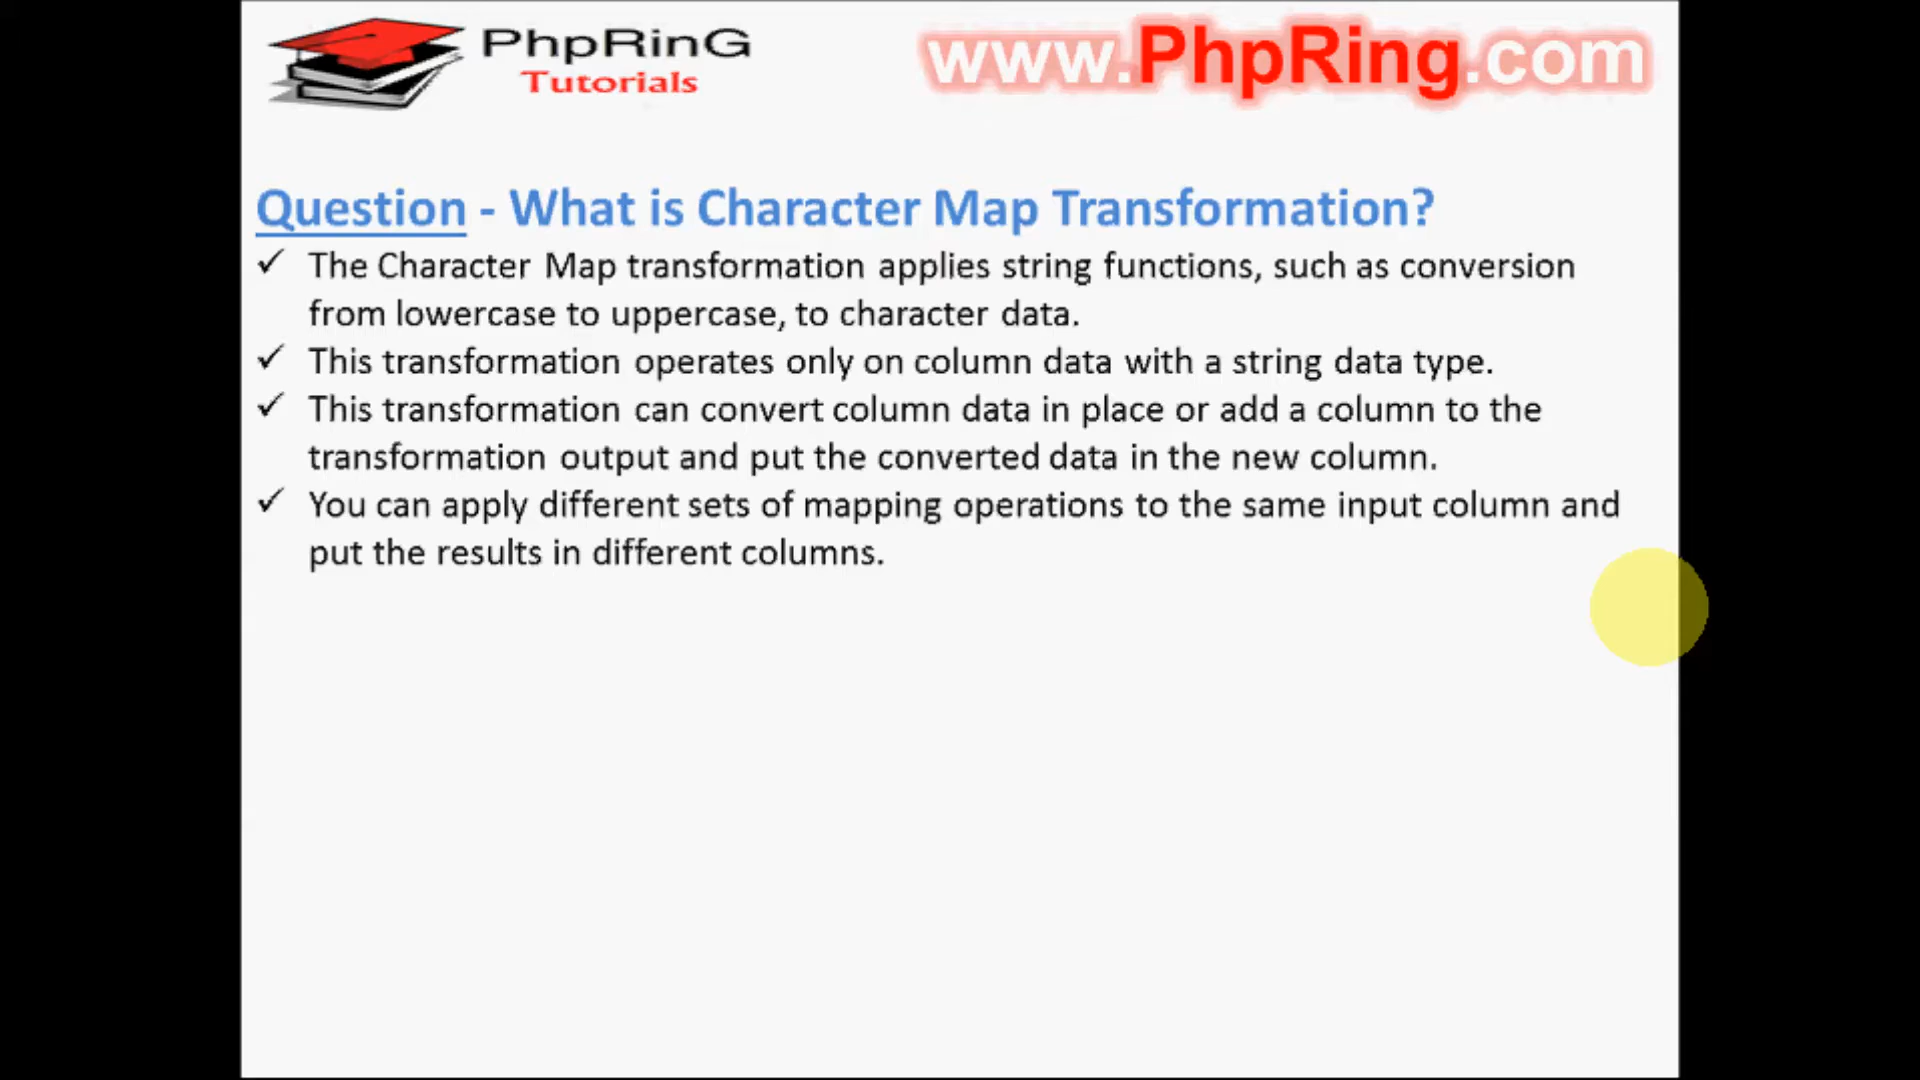 PhpRinG
Tutorials
www.PhpRing.com
Question - What is Character Map Transformation?
✓ The Character Map transformation applies string functions, such as conversion
from lowercase to uppercase, to character data.
✓ This transformation operates only on column data with a string data type.
✓ This transformation can convert column data in place or add a column to the
transformation output and put the converted data in the new column.
✓ You can apply different sets of mapping operations to the same input column and
put the results in different columns.